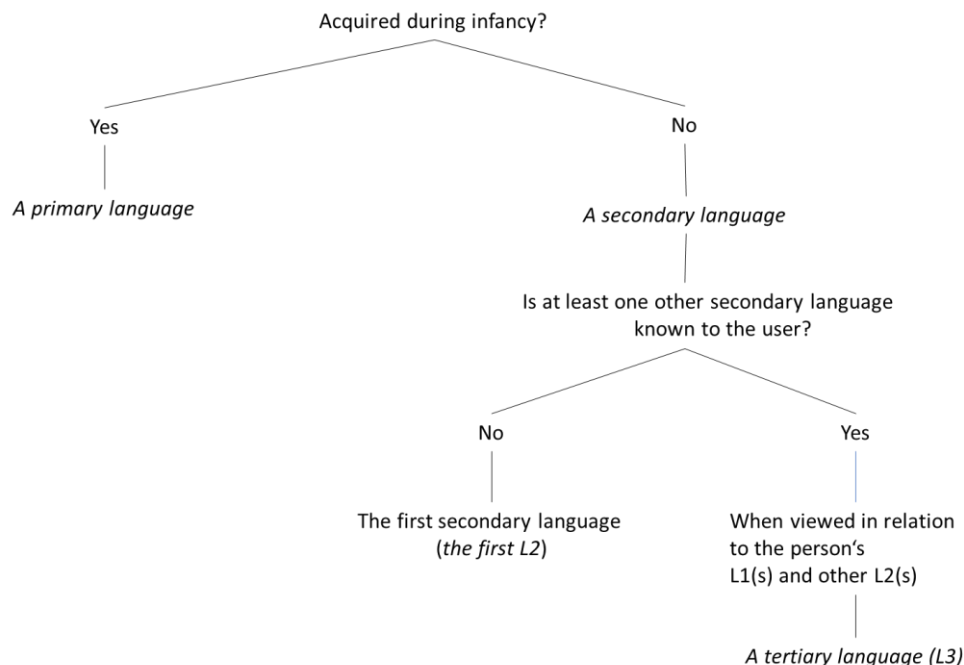 Acquired during infancy?
Yes
No
A primary language
A secondary language
Is at least one other secondary language
known to the user?
No
Yes
The first secondary language
(the first L2)
When viewed in relation
to the person‘s
L1(s) and other L2(s)
A tertiary language (L3)